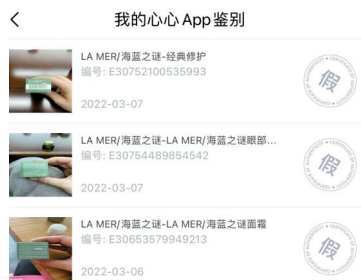 我的心心App鉴别
LA MER/海蓝之谜-经典修护
编号: E30752100535993
假
2022-03-07
LA MER/海蓝之谜-LA MER/海蓝之谜眼部...
编号: E30754489854542
假
2022-03-07
LA MER/海蓝之谜-LA MER/海蓝之谜面霜
编号: E30653579949213
假
2022-03-06